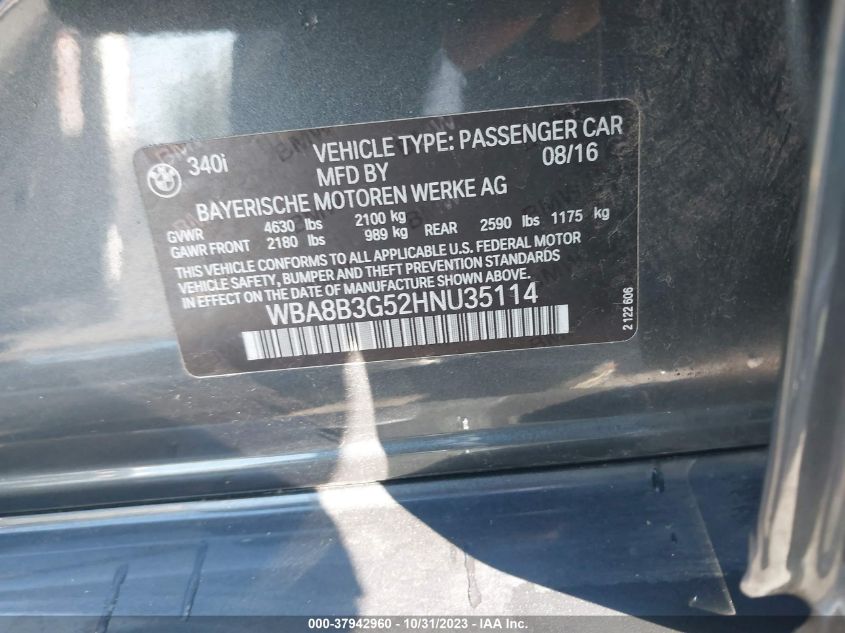 340i VEHICLE TYPE: PASSENGER CAR
MFD BY 08/16
BAYERISCHE MOTOREN WERKE AG
GVWR 4630 lbs 2100 kg
GAWR FRONT 2180 lbs 989 kg REAR 2590 lbs 1175 kg
THIS VEHICLE CONFORMS TO ALL APPLICABLE U.S. FEDERAL MOTOR
VEHICLE SAFETY, BUMPER AND THEFT PREVENTION STANDARDS
IN EFFECT ON THE DATE OF MANUFACTURE SHOWN ABOVE.
WBA8B3G52HNU35114
2 122 606
000-37942960 - 10/31/2023 - IAA Inc.